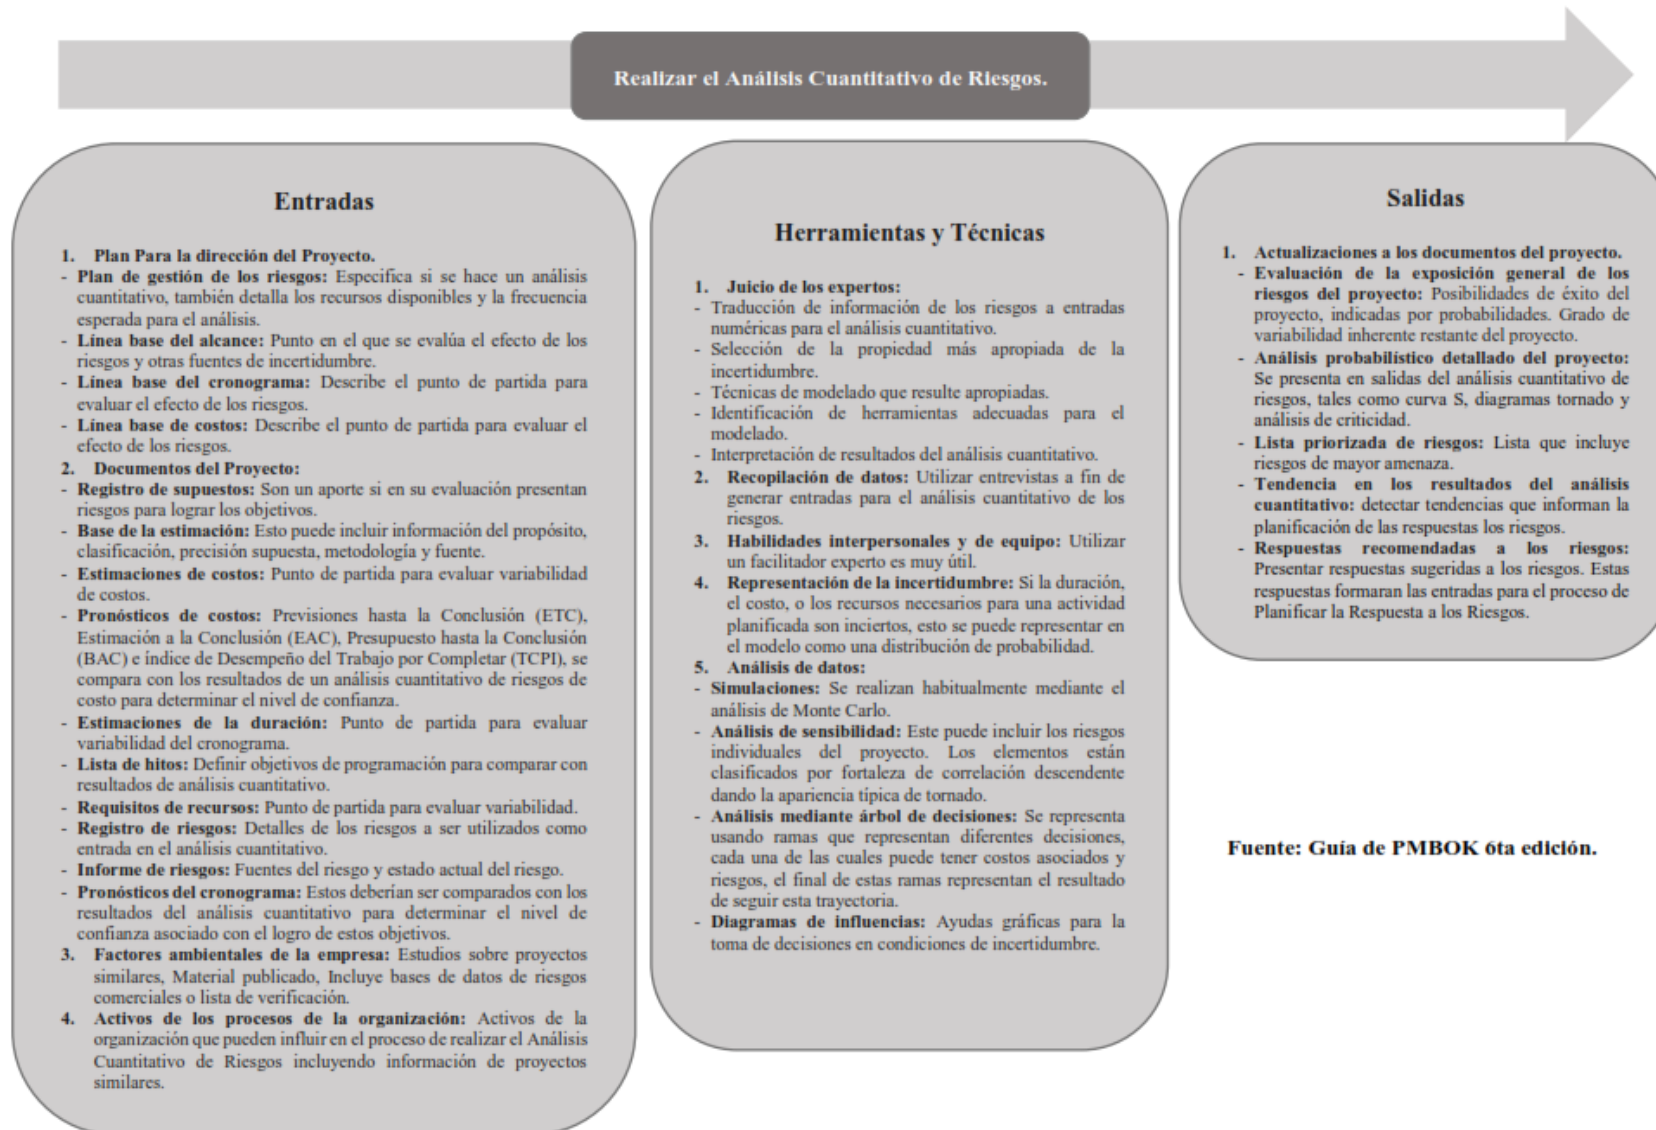 Realizar el Análisis Cuantitativo de Riesgos.
Entradas
1. Plan Para la dirección del Proyecto.
- Plan de gestión de los riesgos: Especifica si se hace un análisis
cuantitativo, también detalla los recursos disponibles y la frecuencia
esperada para el análisis.
- Línea base del alcance: Punto en el que se evalúa el efecto de los
riesgos y otras fuentes de incertidumbre.
- Línea base del cronograma: Describe el punto de partida para
evaluar el efecto de los riesgos.
- Línea base de costos: Describe el punto de partida para evaluar el
efecto de los riesgos.
2. Documentos del Proyecto:
- Registro de supuestos: Son un aporte si en su evaluación presentan
riesgos para lograr los objetivos.
- Base de la estimación: Esto puede incluir información del propósito,
clasificación, precisión supuesta, metodología y fuente.
- Estimaciones de costos: Punto de partida para evaluar variabilidad
de costos.
- Pronósticos de costos: Previsiones hasta la Conclusión (ETC),
Estimación a la Conclusión (EAC), Presupuesto hasta la Conclusión
(BAC) e índice de Desempeño del Trabajo por Completar (TCPI), se
compara con los resultados de un análisis cuantitativo de riesgos de
costo para determinar el nivel de confianza.
- Estimaciones de la duración: Punto de partida para evaluar
variabilidad del cronograma.
- Lista de hitos: Definir objetivos de programación para comparar con
resultados de análisis cuantitativo.
- Requisitos de recursos: Punto de partida para evaluar variabilidad.
- Registro de riesgos: Detalles de los riesgos a ser utilizados como
entrada en el análisis cuantitativo.
- Informe de riesgos: Fuentes del riesgo y estado actual del riesgo.
- Pronósticos del cronograma: Estos deberían ser comparados con los
resultados del análisis cuantitativo para determinar el nivel de
confianza asociado con el logro de estos objetivos.
3. Factores ambientales de la empresa: Estudios sobre proyectos
similares, Material publicado, Incluye bases de datos de riesgos
comerciales o lista de verificación.
4. Activos de los procesos de la organización: Activos de la
organización que pueden influir en el proceso de realizar el Análisis
Cuantitativo de Riesgos incluyendo información de proyectos
similares.
Herramientas y Técnicas
1. Juicio de los expertos:
- Traducción de información de los riesgos a entradas
numéricas para el análisis cuantitativo.
- Selección de la propiedad más apropiada de la
incertidumbre.
- Técnicas de modelado que resulte apropiadas.
- Identificación de herramientas adecuadas para el
modelado.
- Interpretación de resultados del análisis cuantitativo.
2. Recopilación de datos: Utilizar entrevistas a fin de
generar entradas para el análisis cuantitativo de los
riesgos.
3. Habilidades interpersonales y de equipo: Utilizar
un facilitador experto es muy útil.
4. Representación de la incertidumbre: Si la duración,
el costo, o los recursos necesarios para una actividad
planificada son inciertos, esto se puede representar en
el modelo como una distribución de probabilidad.
5. Análisis de datos:
- Simulaciones: Se realizan habitualmente mediante el
análisis de Monte Carlo.
- Análisis de sensibilidad: Este puede incluir los riesgos
individuales del proyecto. Los elementos están
clasificados por fortaleza de correlación descendente
dando la apariencia típica de tornado.
- Análisis mediante árbol de decisiones: Se representa
usando ramas que representan diferentes decisiones,
cada una de las cuales puede tener costos asociados y
riesgos, el final de estas ramas representan el resultado
de seguir esta trayectoria.
- Diagramas de influencias: Ayudas gráficas para la
toma de decisiones en condiciones de incertidumbre.
Salidas
1. Actualizaciones a los documentos del proyecto.
- Evaluación de la exposición general de los
riesgos del proyecto: Posibilidades de éxito del
proyecto, indicadas por probabilidades. Grado de
variabilidad inherente restante del proyecto.
- Análisis probabilístico detallado del proyecto:
Se presenta en salidas del análisis cuantitativo de
riesgos, tales como curva S, diagramas tornado y
análisis de criticidad.
- Lista priorizada de riesgos: Lista que incluye
riesgos de mayor amenaza.
- Tendencia en los resultados del análisis
cuantitativo: detectar tendencias que informan la
planificación de las respuestas los riesgos.
- Respuestas recomendadas a los riesgos:
Presentar respuestas sugeridas a los riesgos. Estas
respuestas formaran las entradas para el proceso de
Planificar la Respuesta a los Riesgos.
Fuente: Guía de PMBOK 6ta edición.